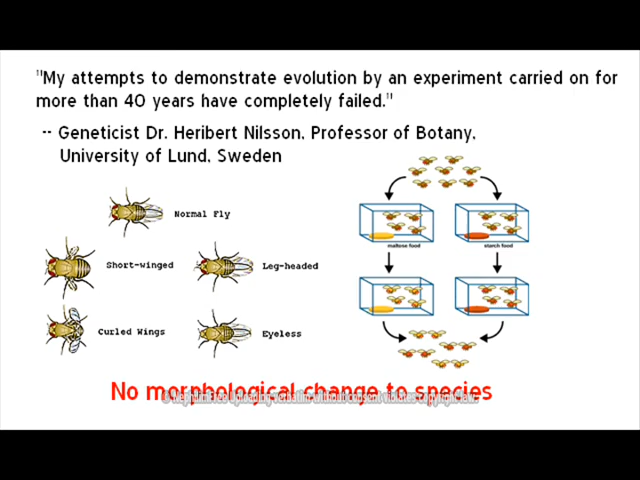 "My attempts to demonstrate evolution by an experiment carried on for
more than 40 years have completely failed."
-- Geneticist Dr. Heribert Nilsson, Professor of Botany,
University of Lund, Sweden
Normal Fly
Short-winged
Leg-headed
Curled Wings
Eyeless
maltose food
starch food
No morphological change to species